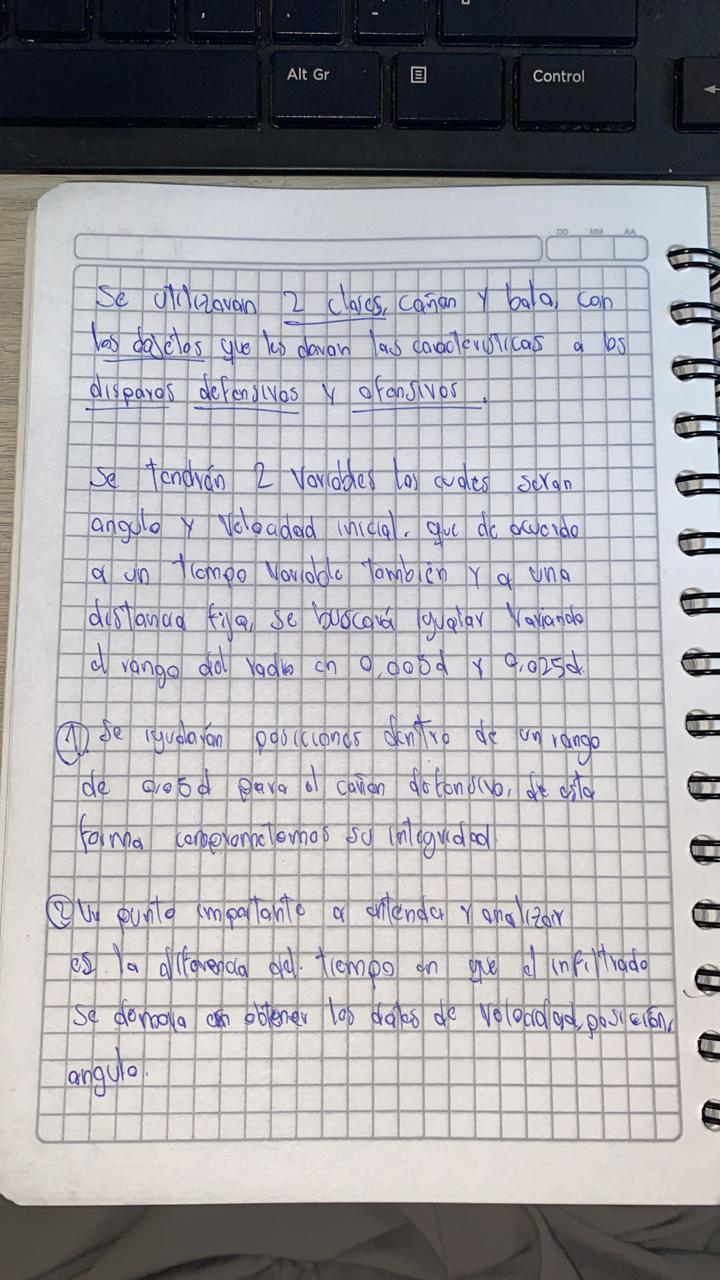 Alt Gr
Control
DD MM AA
Se utilizaran 2 clases, cañon y bala, con
los objetos que les daran las caracteristicas a los
disparos defensivos y ofensivos.
Se tendrán 2 variables las cuales seran
angulo y velocidad inicial, que de acuerdo
a un tiempo variable también y a una
distancia fija, se buscará igualar variando
el rango del radio en 0,005d y 0,025d.
① Se igualarán posiciones dentro de un rango
de 0,05d para el cañon defensivo, de esta
forma comprometemos su integridad
② Un punto importante a entender y analizar
es la diferencia del tiempo en que el infiltrado
se demora en obtener los datos de velocidad, posición,
angulo.